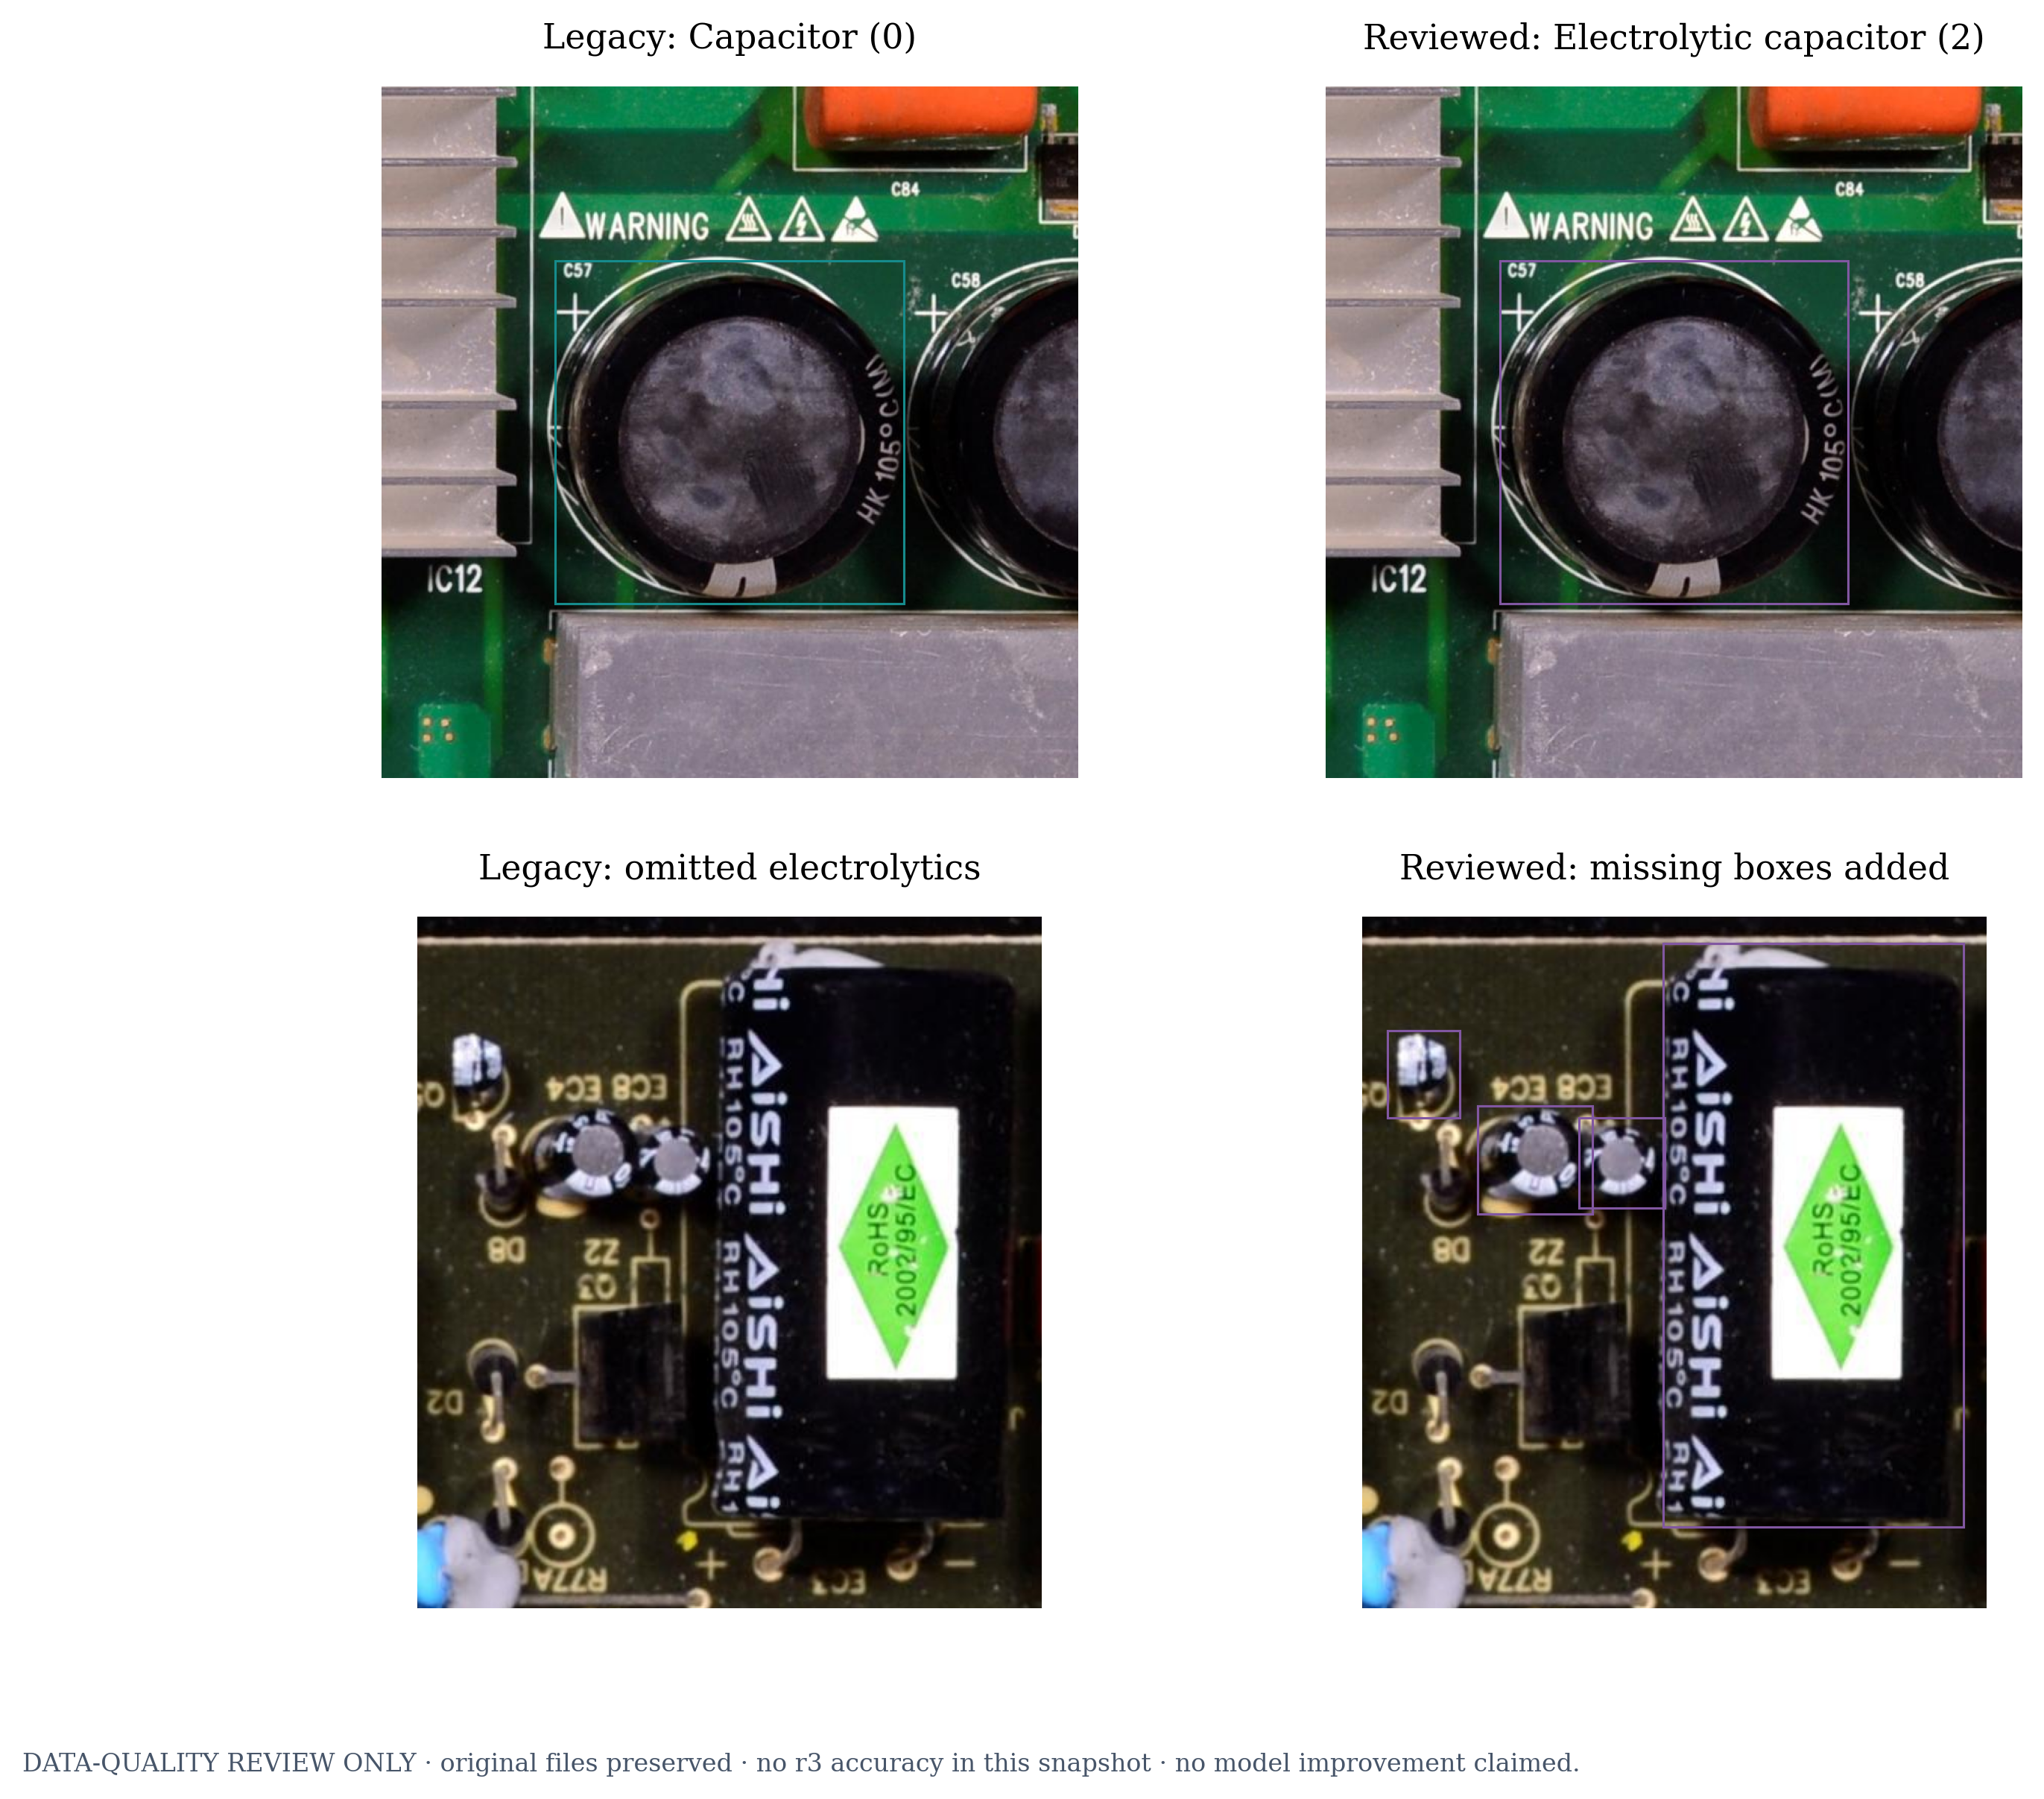 Legacy: Capacitor (0)
Reviewed: Electrolytic capacitor (2)
C84
WARNING
C57
C58
HK 105°C(M)
IC12
C84
WARNING
C57
C58
HK 105°C(M)
IC12
Legacy: omitted electrolytics
Reviewed: missing boxes added
EC8 EC4
AiSHi
RH 105°C
AiSHi
RH 105°C
RoHS
2002/95/EC
D8
Z2
Q3
D2
R77A
+
EC3
−
EC8 EC4
AiSHi
RH 105°C
AiSHi
RH 105°C
RoHS
2002/95/EC
D8
Z2
Q3
D2
R77A
+
EC3
−
DATA-QUALITY REVIEW ONLY · original files preserved · no r3 accuracy in this snapshot · no model improvement claimed.